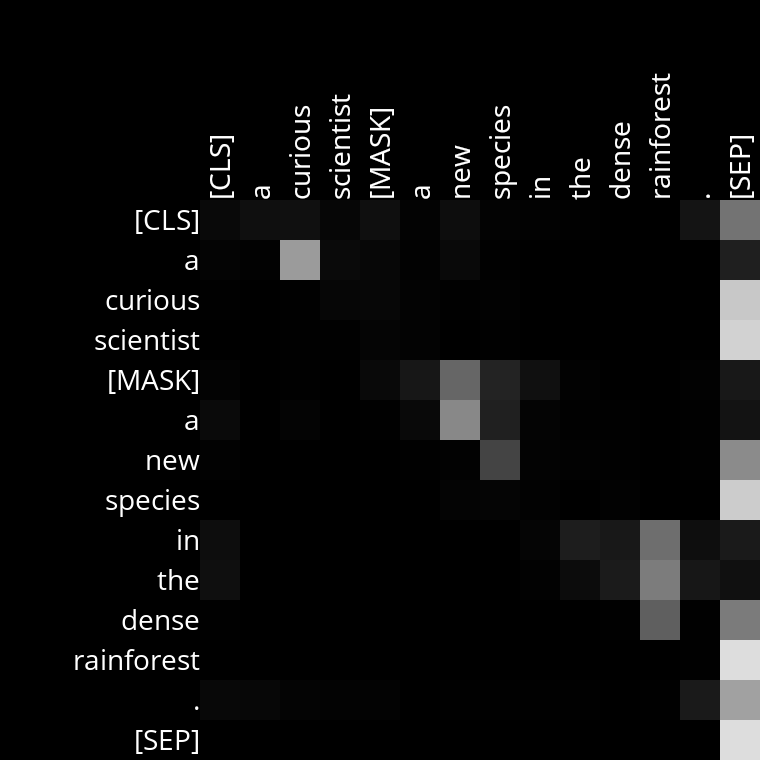 [CLS] a curious scientist [MASK] a new species in the dense rainforest . [SEP]
[CLS]
a
curious
scientist
[MASK]
a
new
species
in
the
dense
rainforest
.
[SEP]